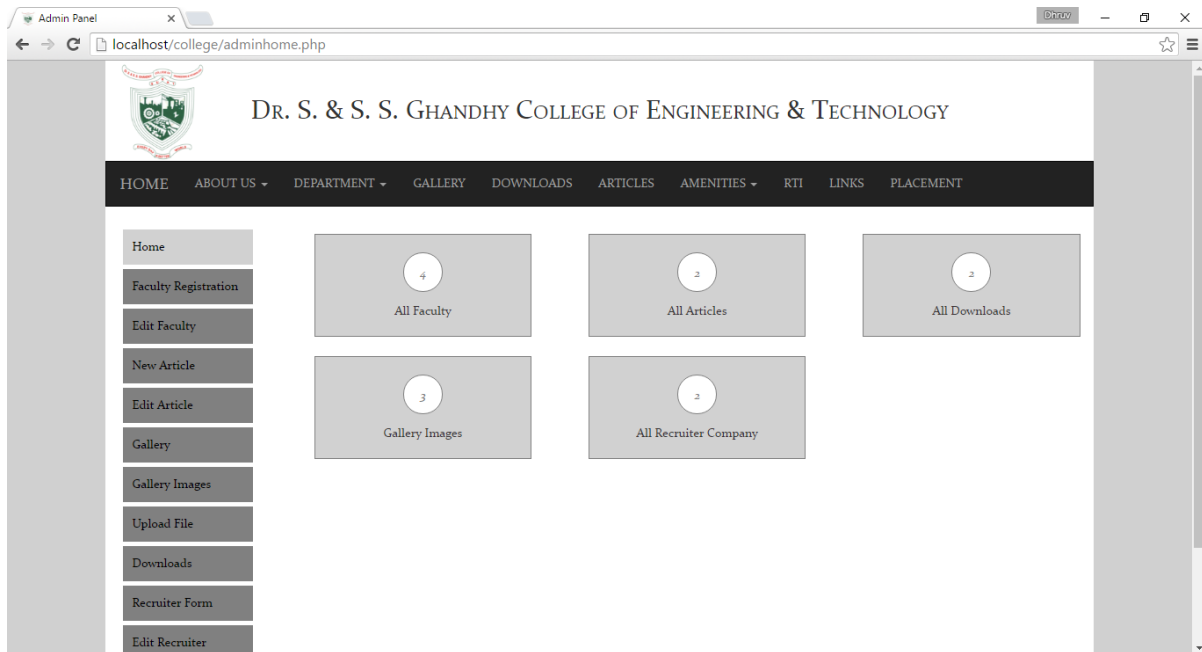 Admin Panel
Dhruv
localhost/college/adminhome.php
Dr. S. & S. S. Ghandhy College of Engineering & Technology
HOME ABOUT US DEPARTMENT GALLERY DOWNLOADS ARTICLES AMENITIES RTI LINKS PLACEMENT
Home
Faculty Registration
Edit Faculty
New Article
Edit Article
Gallery
Gallery Images
Upload File
Downloads
Recruiter Form
Edit Recruiter
4
All Faculty
2
All Articles
2
All Downloads
3
Gallery Images
2
All Recruiter Company